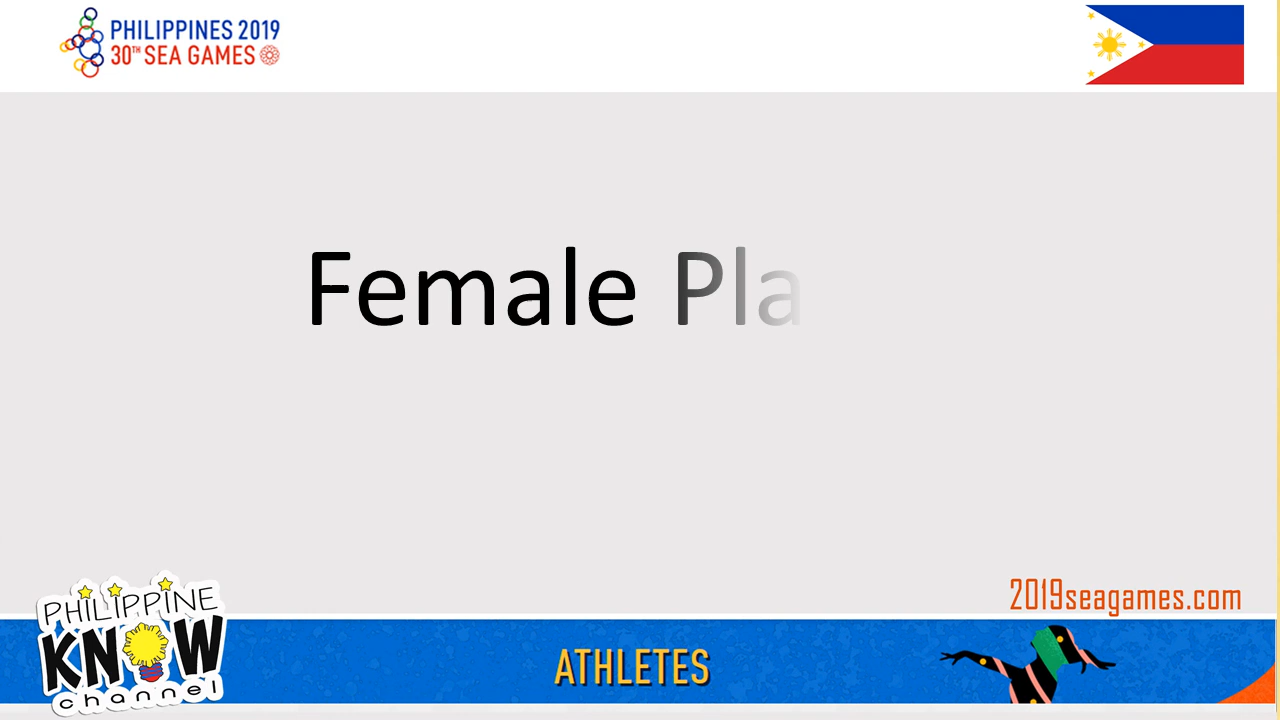 PHILIPPINES 2019
30TH SEA GAMES
Female Pla
2019seagames.com
PHILIPPINE
KNOW
channel
ATHLETES